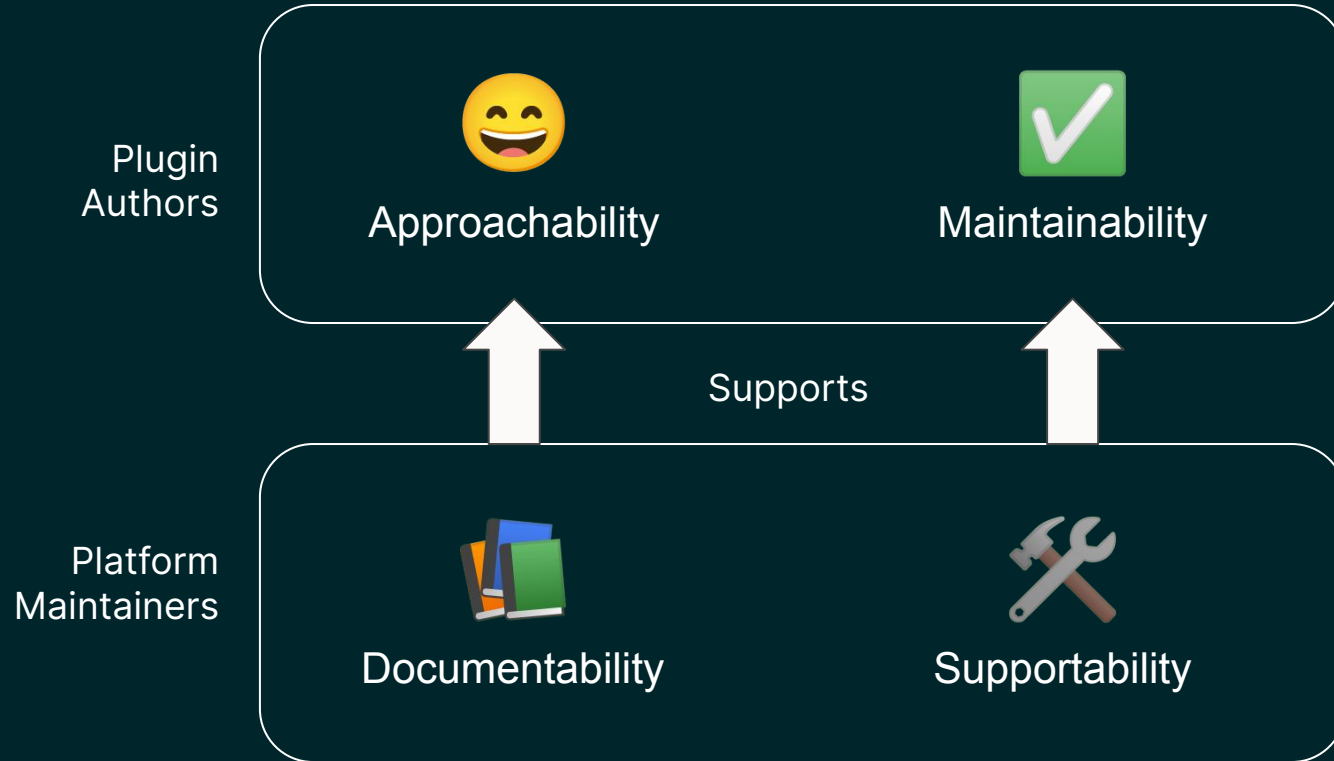 Plugin
Authors
Approachability
Maintainability
Supports
Platform
Maintainers
Documentability
Supportability